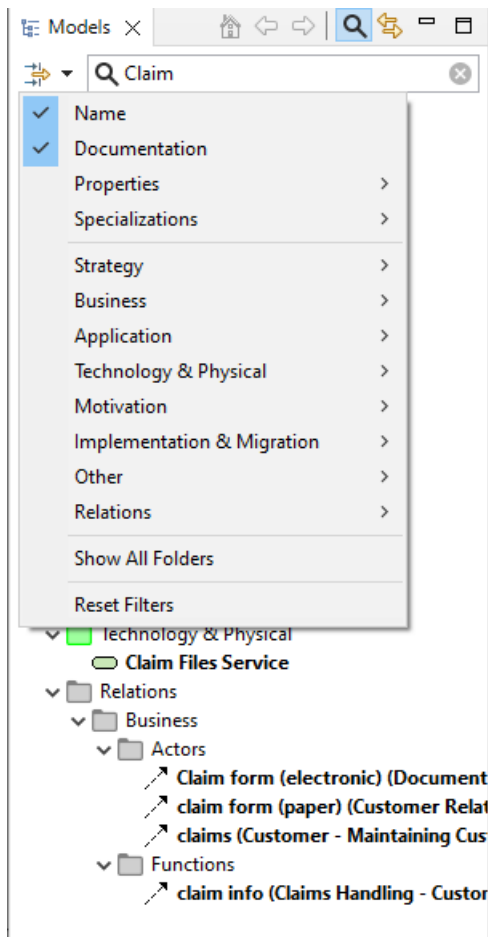 Models
Claim
Name
Documentation
Properties
Specializations
Strategy
Business
Application
Technology & Physical
Motivation
Implementation & Migration
Other
Relations
Show All Folders
Reset Filters
Technology & Physical
Claim Files Service
Relations
Business
Actors
Claim form (electronic) (Document
claim form (paper) (Customer Relat
claims (Customer - Maintaining Cus
Functions
claim info (Claims Handling - Custor